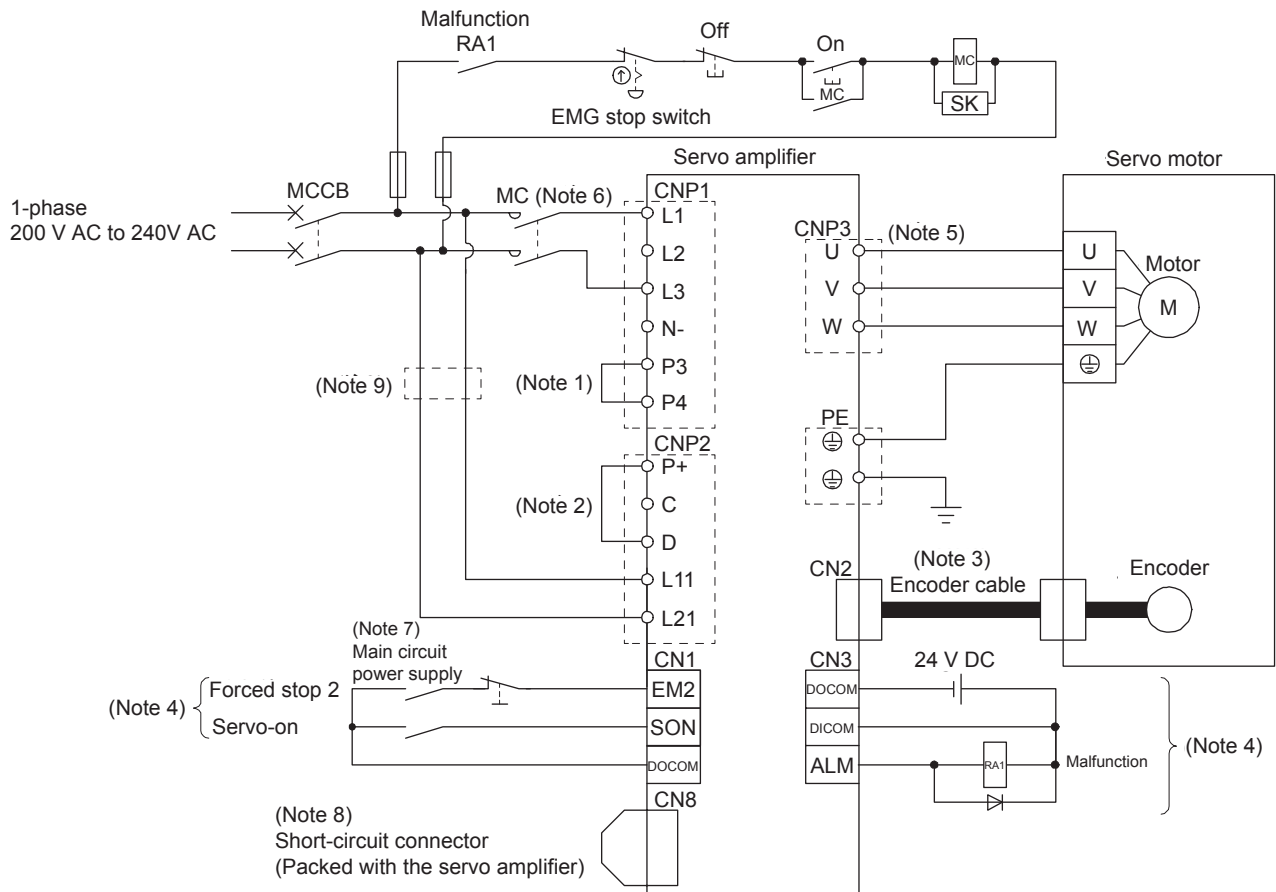 Malfunction
RA1
Off
On
MC
MC
SK
EMG stop switch
Servo amplifier
Servo motor
1-phase
200 V AC to 240V AC
MCCB
MC (Note 6)
CNP1
L1
L2
L3
N-
P3
P4
(Note 1)
(Note 9)
CNP2
P+
C
D
L11
L21
(Note 2)
CNP3
(Note 5)
U
V
W
U
V
W
Motor
M
PE
CN2
(Note 3)
Encoder cable
Encoder
(Note 7)
Main circuit
power supply
(Note 4)
Forced stop 2
Servo-on
CN1
EM2
SON
DOCOM
CN3
24 V DC
DOCOM
DICOM
ALM
RA1
Malfunction
(Note 4)
CN8
(Note 8)
Short-circuit connector
(Packed with the servo amplifier)